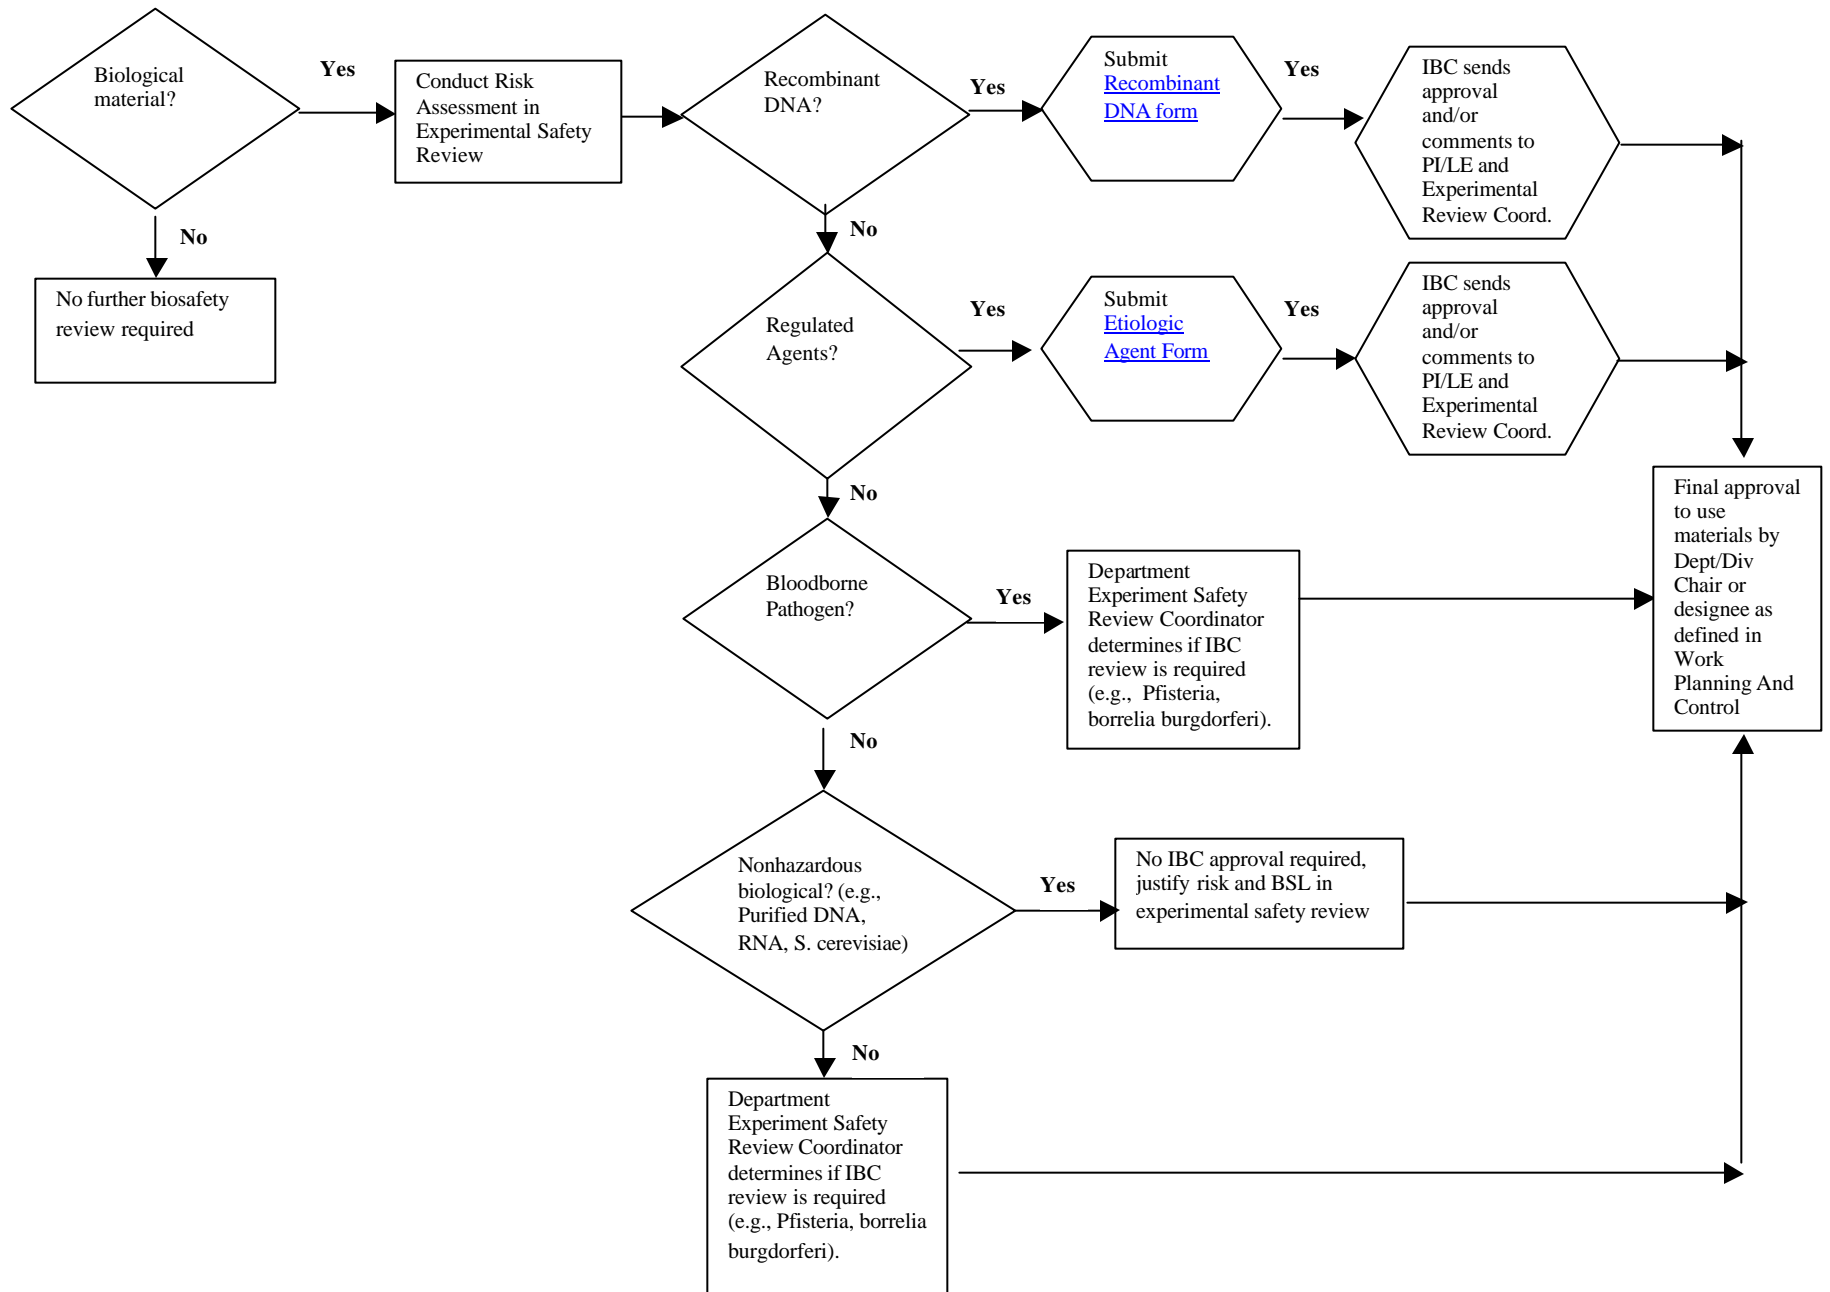 Biological
material?
Yes
Conduct Risk
Assessment in
Experimental Safety
Review
Recombinant
DNA?
Yes
Submit
Recombinant
DNA form
Yes
IBC sends
approval
and/or
comments to
PI/LE and
Experimental
Review Coord.
No
No further biosafety
review required
No
Regulated
Agents?
Yes
Submit
Etiologic
Agent Form
Yes
IBC sends
approval
and/or
comments to
PI/LE and
Experimental
Review Coord.
No
Bloodborne
Pathogen?
Yes
Department
Experiment Safety
Review Coordinator
determines if IBC
review is required
(e.g., Pfisteria,
borrelia burgdorferi).
Final approval
to use
materials by
Dept/Div
Chair or
designee as
defined in
Work
Planning And
Control
No
Nonhazardous
biological? (e.g.,
Purified DNA,
RNA, S. cerevisiae)
Yes
No IBC approval required,
justify risk and BSL in
experimental safety review
No
Department
Experiment Safety
Review Coordinator
determines if IBC
review is required
(e.g., Pfisteria, borrelia
burgdorferi).